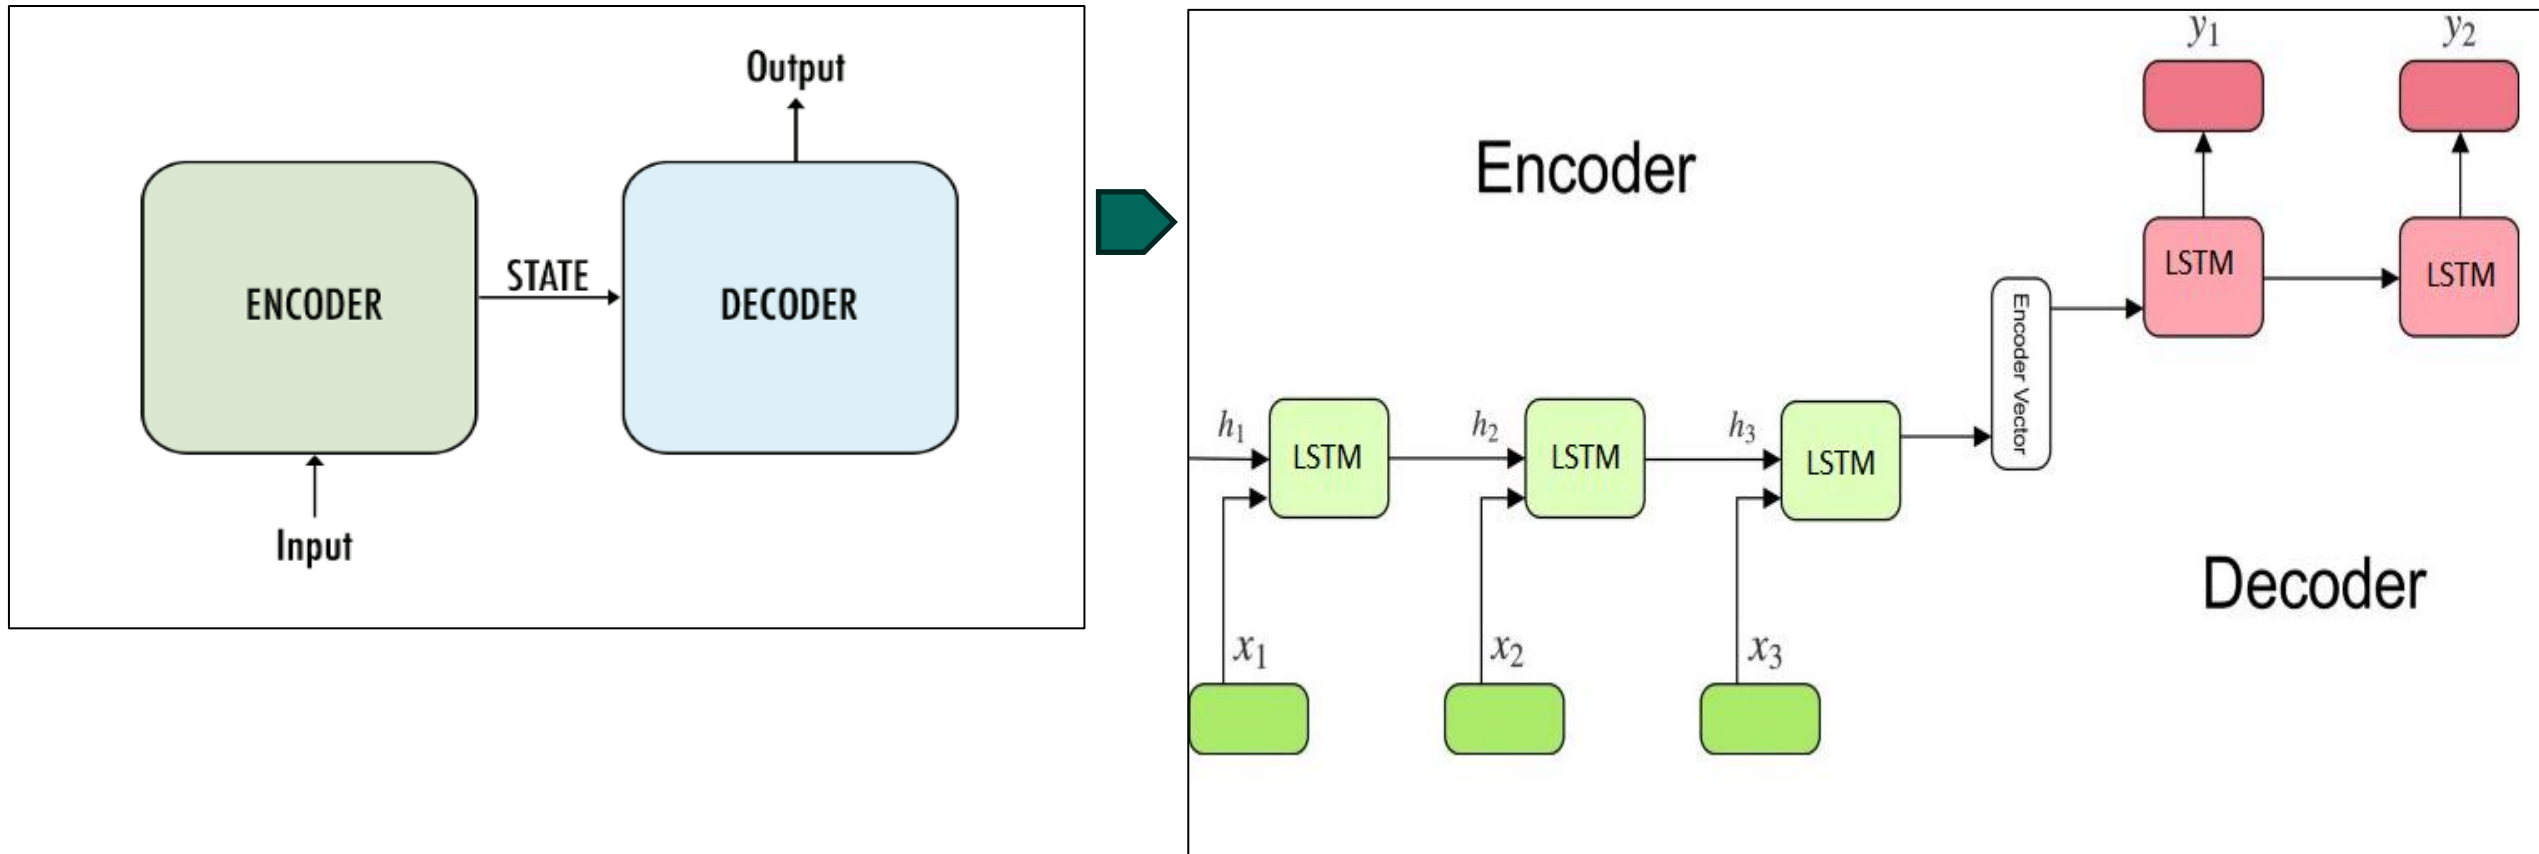 Output
ENCODER
STATE
DECODER
Input
y1
y2
Encoder
LSTM
LSTM
Encoder Vector
h1
LSTM
h2
LSTM
h3
LSTM
Decoder
x1
x2
x3